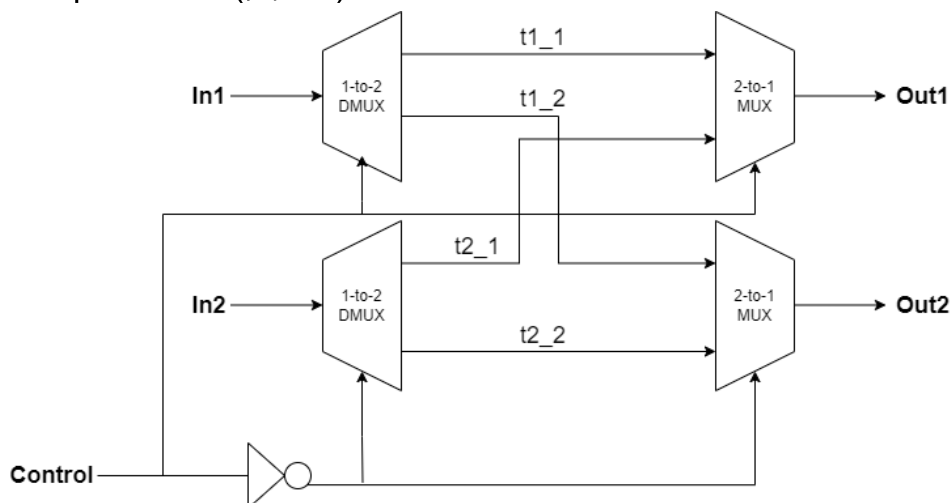 t1_1
In1
1-to-2
DMUX
t1_2
2-to-1
MUX
Out1
t2_1
In2
1-to-2
DMUX
2-to-1
MUX
Out2
t2_2
Control